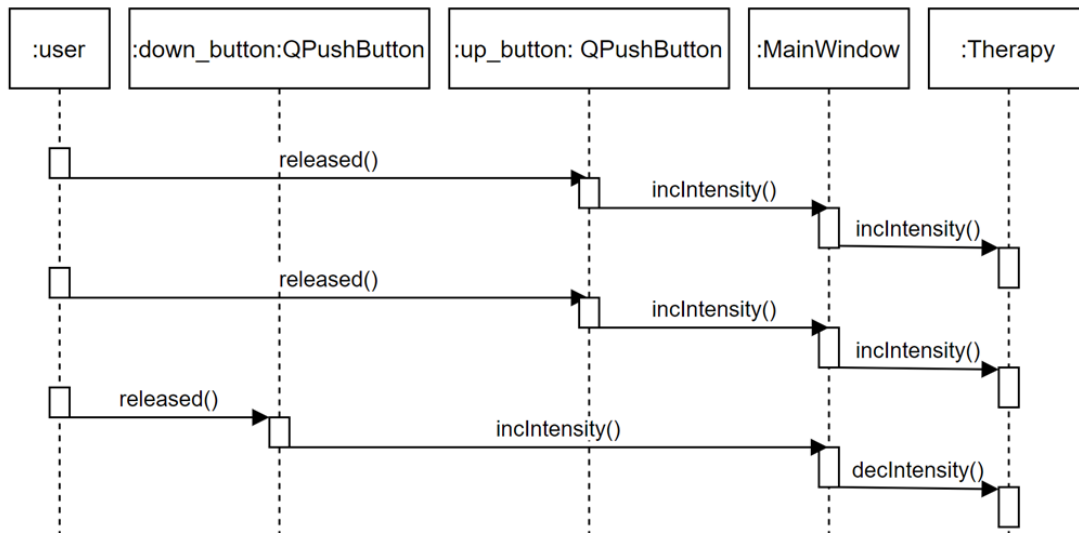 :user
:down_button:QPushButton
:up_button: QPushButton
:MainWindow
:Therapy
released()
incIntensity()
incIntensity()
released()
incIntensity()
incIntensity()
released()
incIntensity()
decIntensity()